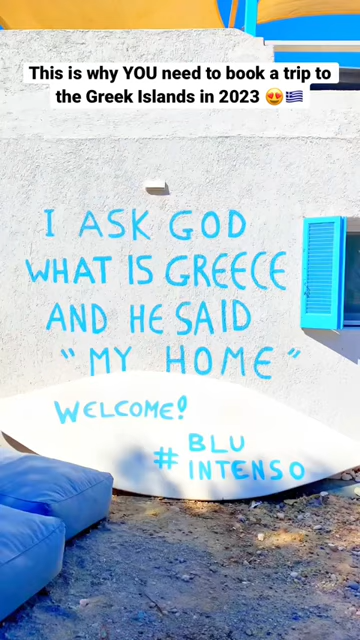 This is why YOU need to book a trip to
the Greek Islands in 2023 😍🇬🇷
I ASK GOD
WHAT IS GREECE
AND HE SAID
"MY HOME"
WELCOME!
# BLU
INTENSO